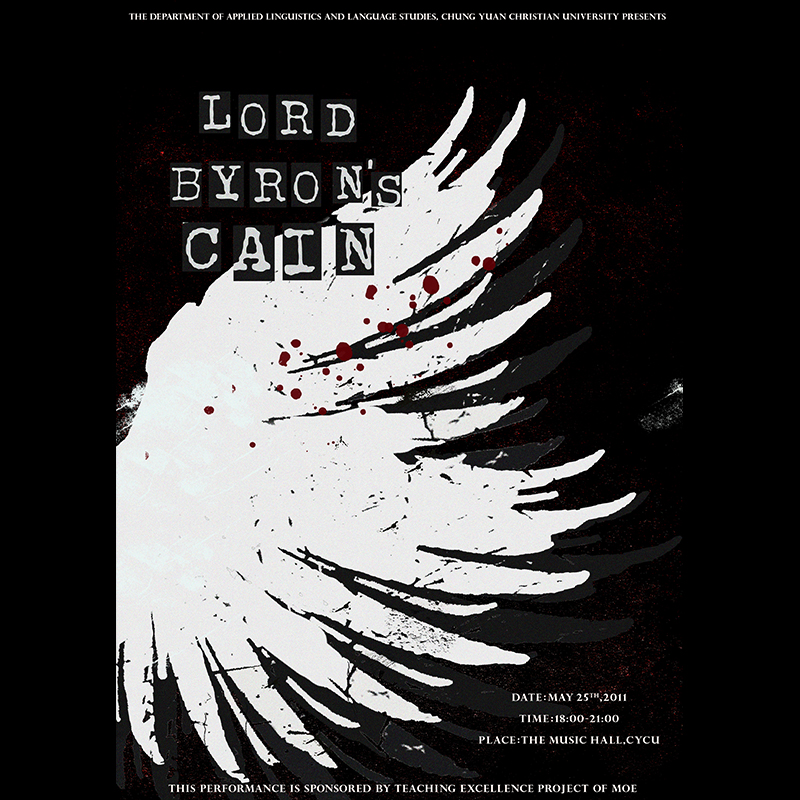 THE DEPARTMENT OF APPLIED LINGUISTICS AND LANGUAGE STUDIES, CHUNG YUAN CHRISTIAN UNIVERSITY PRESENTS
LORD
BYRON'S
CAIN
DATE:MAY 25TH,2011
TIME:18:00-21:00
PLACE:THE MUSIC HALL,CYCU
THIS PERFORMANCE IS SPONSORED BY TEACHING EXCELLENCE PROJECT OF MOE